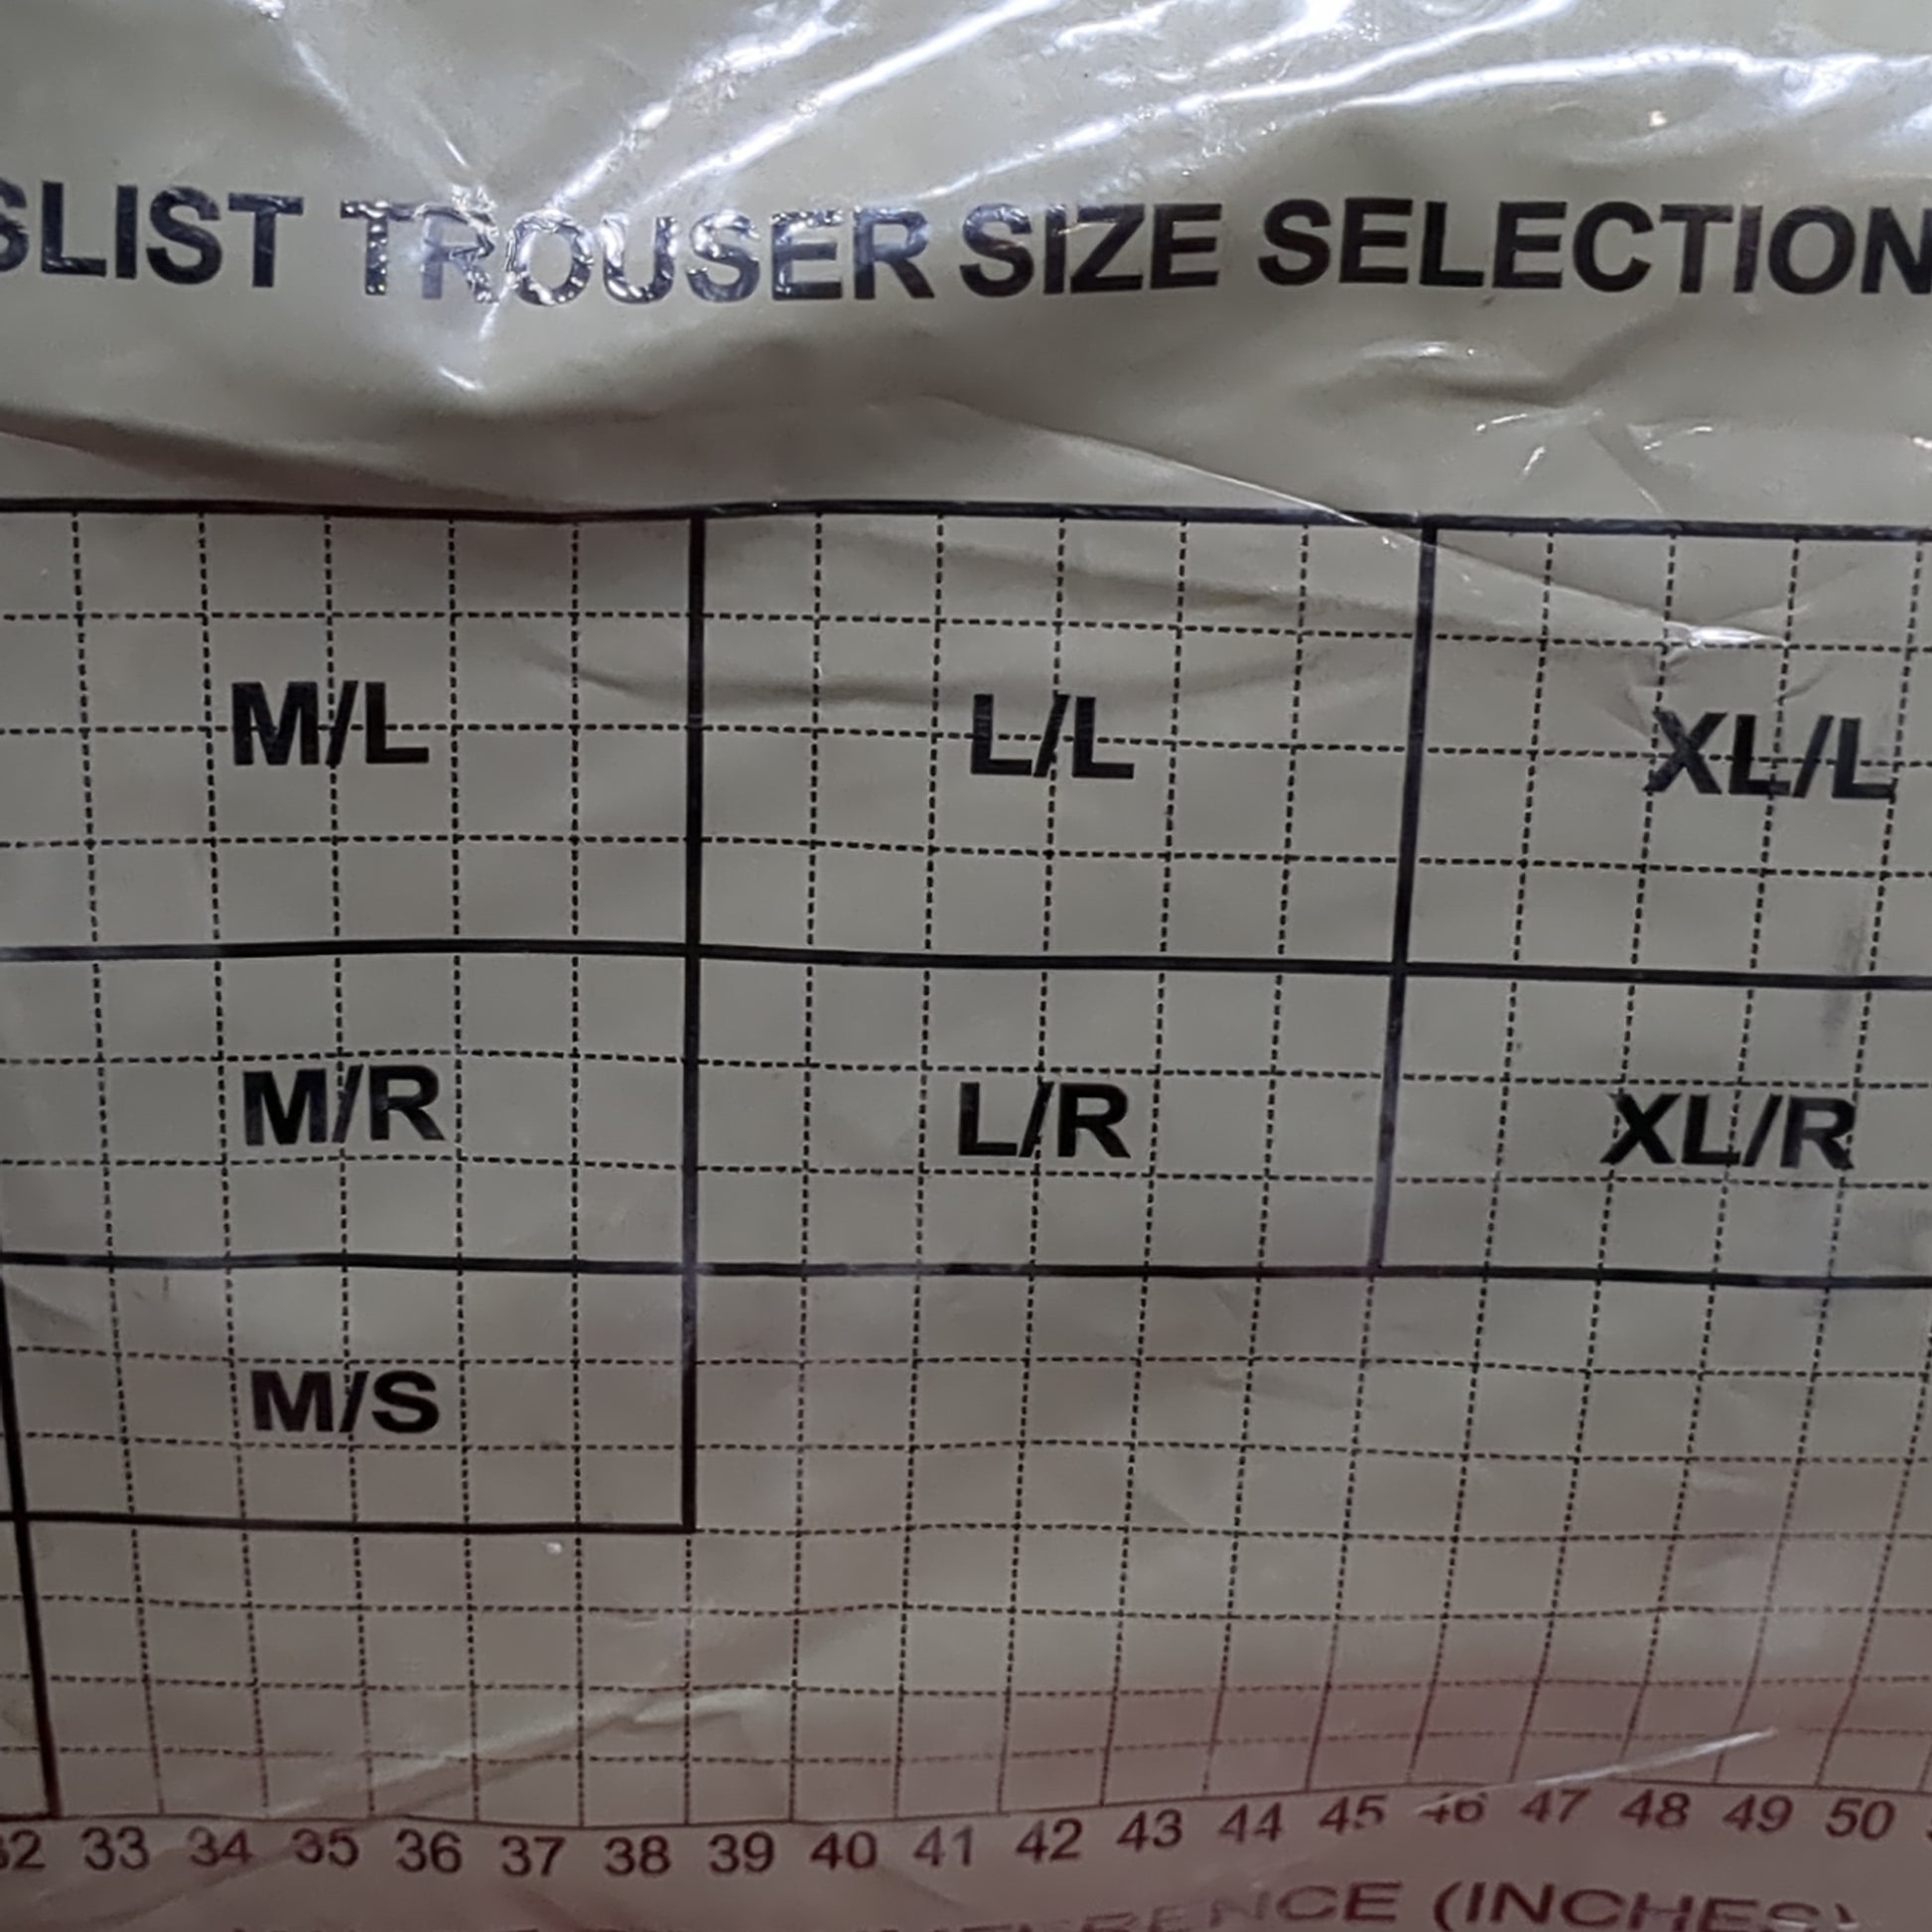 SLIST TROUSER SIZE SELECTION
M/L L/L XL/L
M/R L/R XL/R
M/S
32 33 34 35 36 37 38 39 40 41 42 43 44 45 46 47 48 49 50
(INCHES)